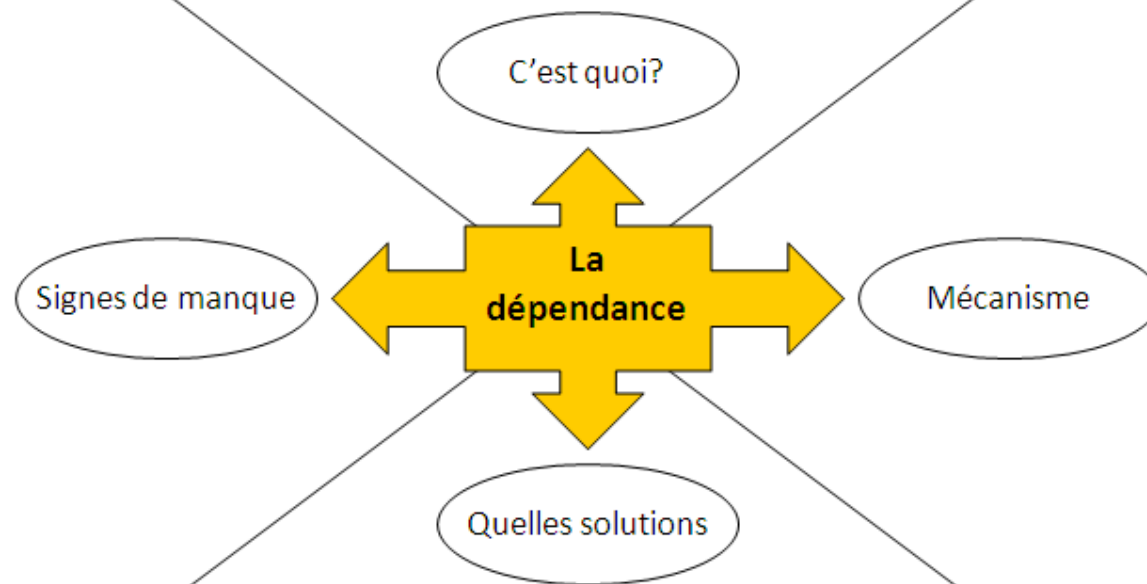 C'est quoi?
La
dépendance
Signes de manque
Mécanisme
Quelles solutions